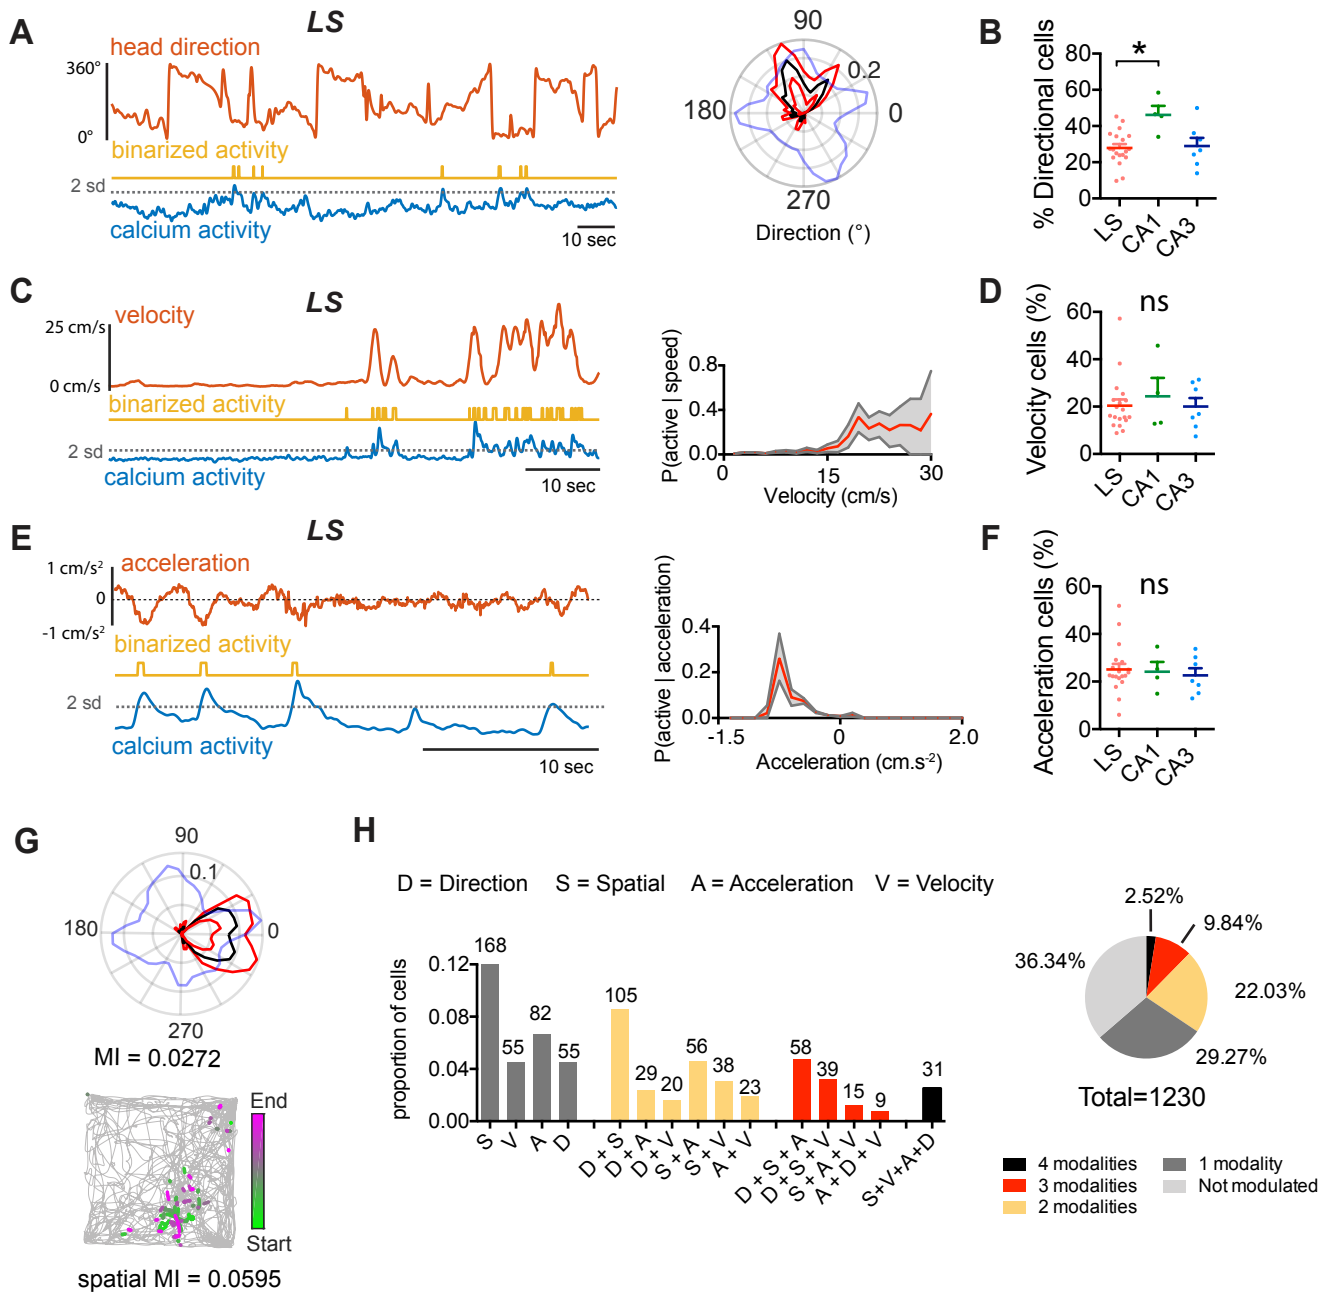 A
LS
head direction
360°
0°
binarized activity
2 sd
calcium activity
10 sec
90
0.2
180
0
270
Direction (°)
B
*
% Directional cells
80
60
40
20
0
LS
CA1
CA3
C
LS
velocity
25 cm/s
0 cm/s
binarized activity
2 sd
calcium activity
10 sec
P(active | speed)
0.8
0.4
0.0
0
15
30
Velocity (cm/s)
D
ns
Velocity cells (%)
60
40
20
0
LS
CA1
CA3
E
LS
acceleration
1 cm/s²
0
-1 cm/s²
binarized activity
2 sd
calcium activity
10 sec
P(active | acceleration)
0.4
0.2
0.0
-1.5
0
2.0
Acceleration (cm.s⁻²)
F
ns
Acceleration cells (%)
60
40
20
0
LS
CA1
CA3
G
90
0.1
180
0
270
MI = 0.0272
End
Start
spatial MI = 0.0595
H
D = Direction S = Spatial A = Acceleration V = Velocity
proportion of cells
0.12
0.08
0.04
0.00
168
55
82
55
105
29
20
56
38
23
58
39
15
9
31
S
V
A
D
D + S
D + A
D + V
S + A
S + V
A + V
D + S + A
D + S + V
S + A + V
A + D + V
S+V+A+D
2.52%
9.84%
36.34%
22.03%
29.27%
Total=1230
4 modalities
3 modalities
2 modalities
1 modality
Not modulated